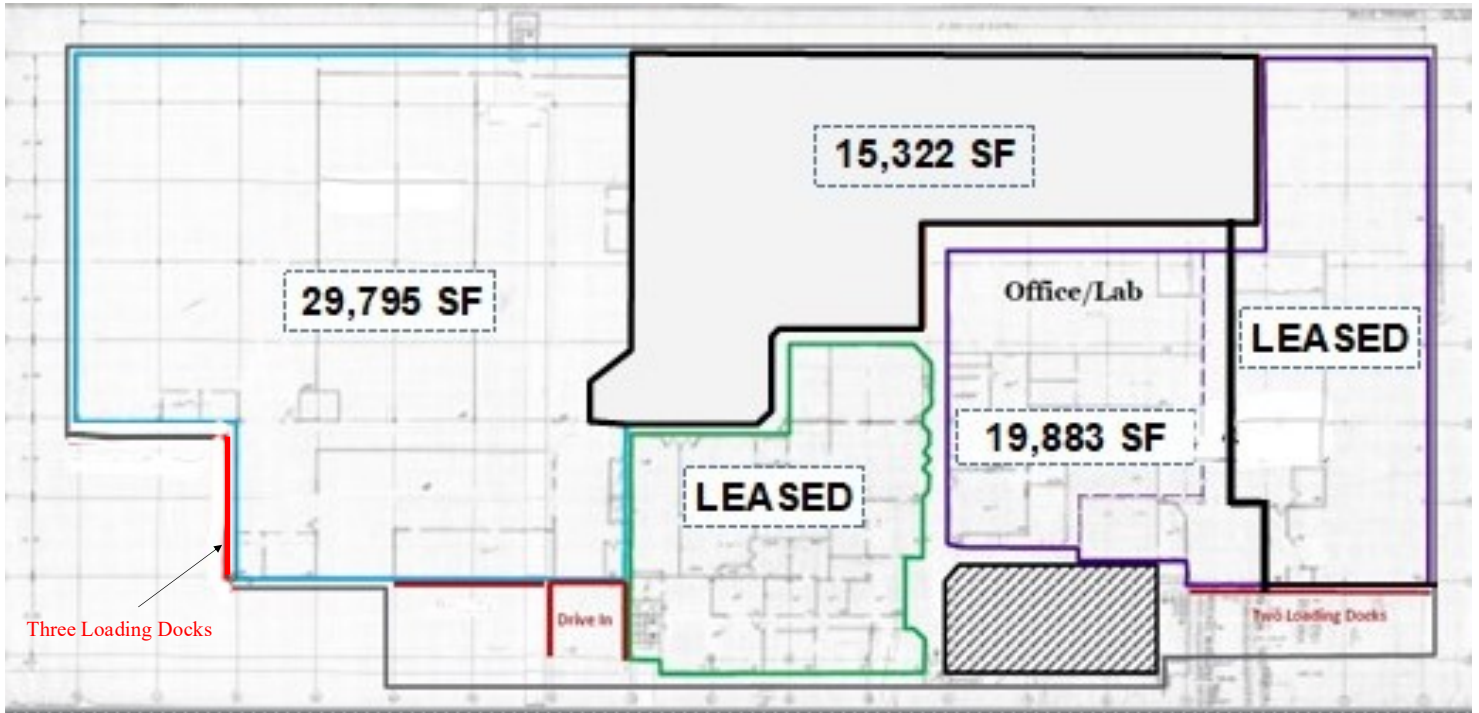 15,322 SF
29,795 SF
Office/Lab
LEASED
19,883 SF
LEASED
Drive In
Two Loading Docks
Three Loading Docks